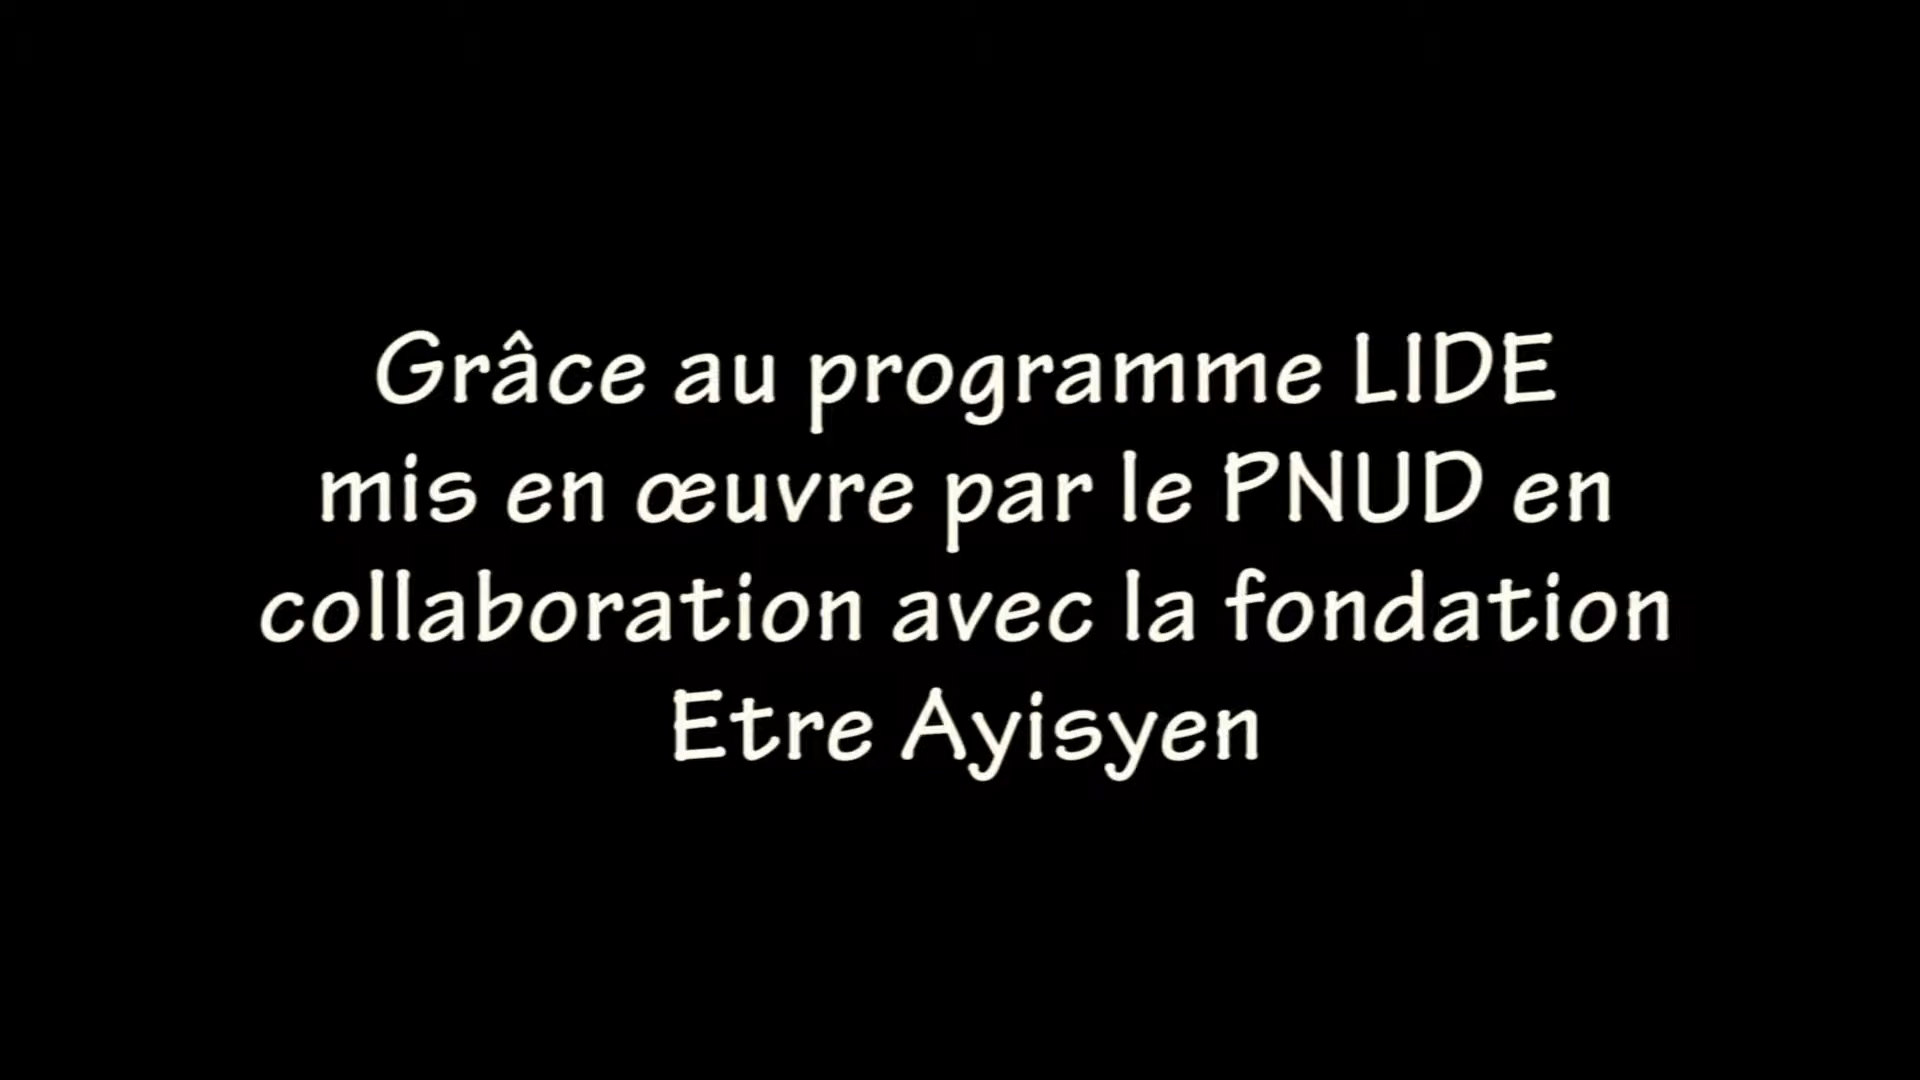 Grâce au programme LIDE
mis en œuvre par le PNUD en
collaboration avec la fondation
Etre Ayisyen